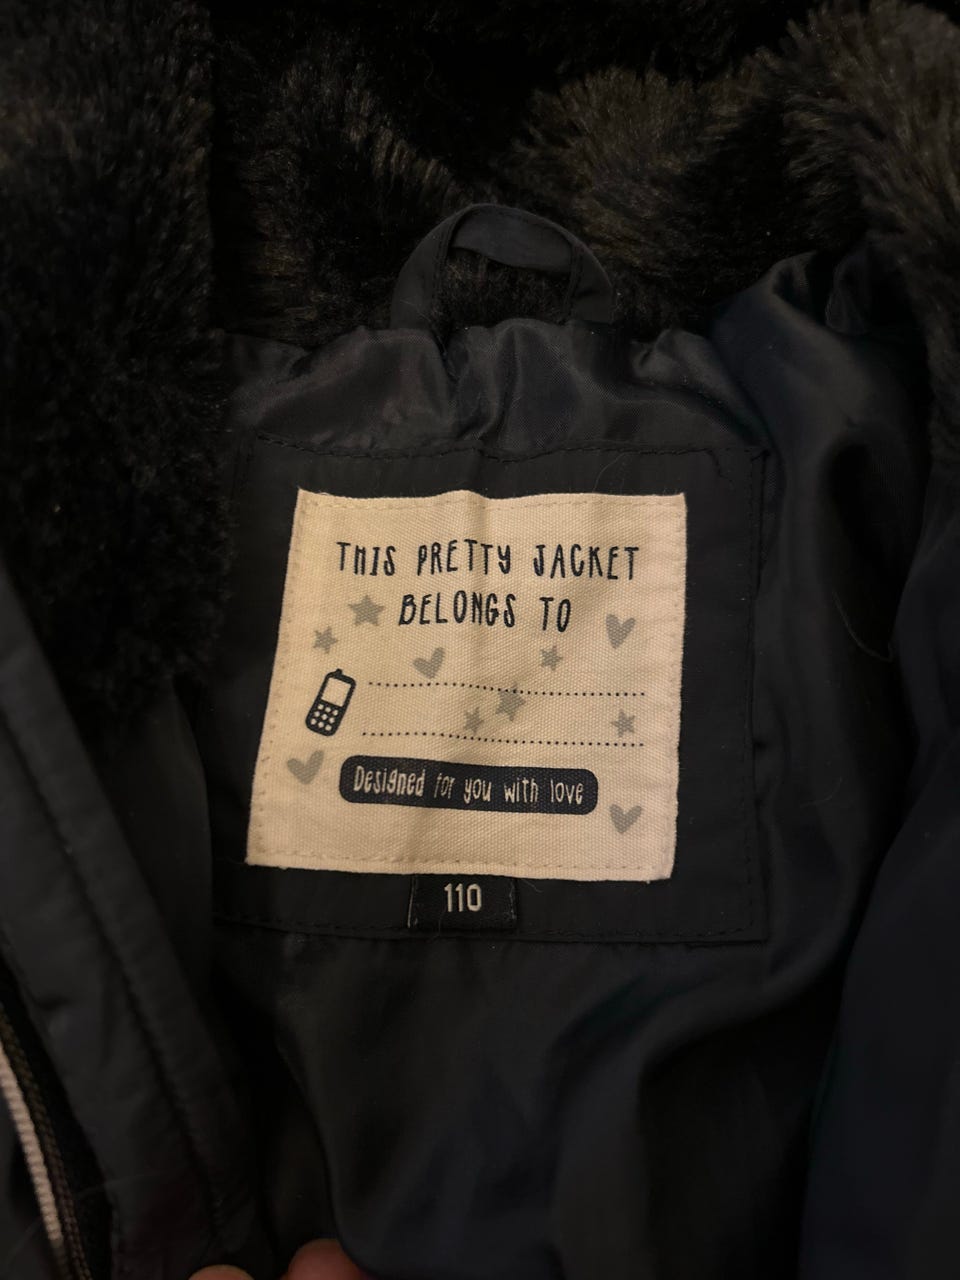 THIS PRETTY JACKET
BELONGS TO
Designed for you with love
110